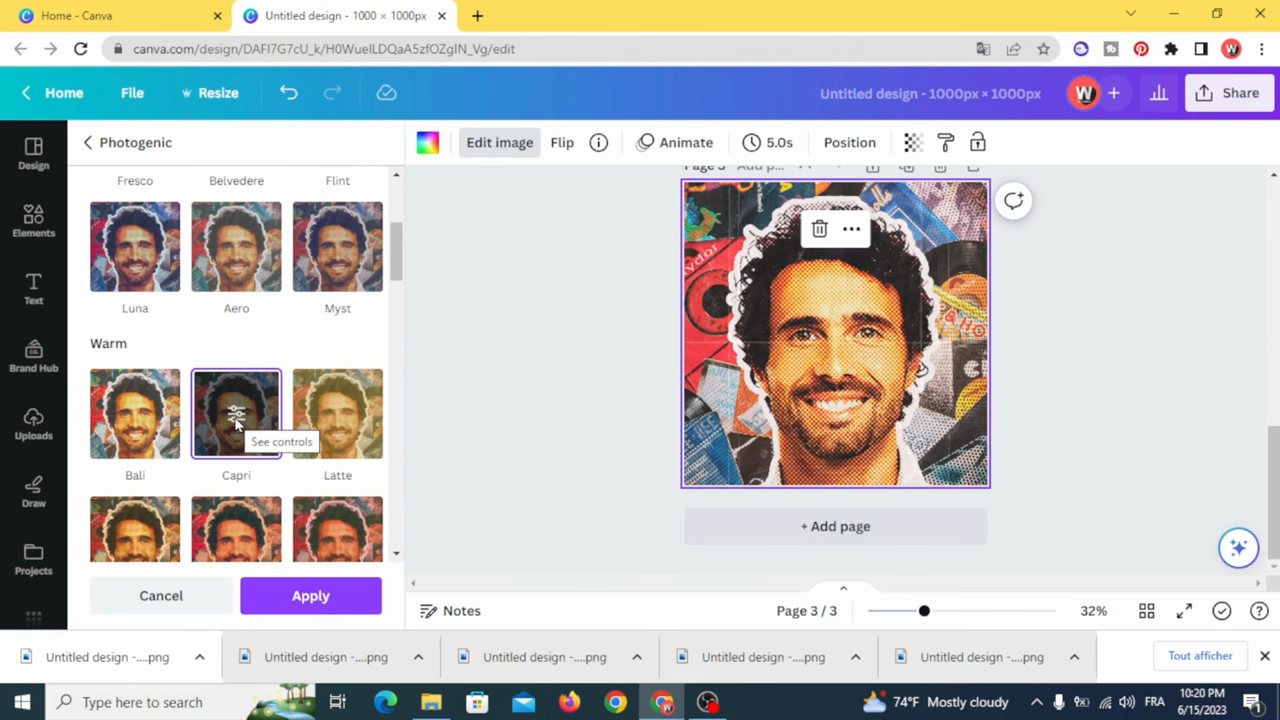 Home - Canva
Untitled design - 1000 × 1000px
canva.com/design/DAFI7G7cU_k/H0WueILDQaA5zfOZgIN_Vg/edit
Home
File
Resize
Untitled design - 1000px × 1000px
W
Share
Design
Elements
Text
Brand Hub
Uploads
Draw
Projects
Photogenic
Fresco
Belvedere
Flint
Luna
Aero
Myst
Warm
Bali
Capri
Latte
See controls
Cancel
Apply
Edit image
Flip
Animate
5.0s
Position
Page 3
Add p...
+ Add page
Notes
Page 3 / 3
32%
Untitled design -....png
Untitled design -....png
Untitled design -....png
Untitled design -....png
Untitled design -....png
Tout afficher
Type here to search
74°F Mostly cloudy
FRA
10:20 PM
6/15/2023
1